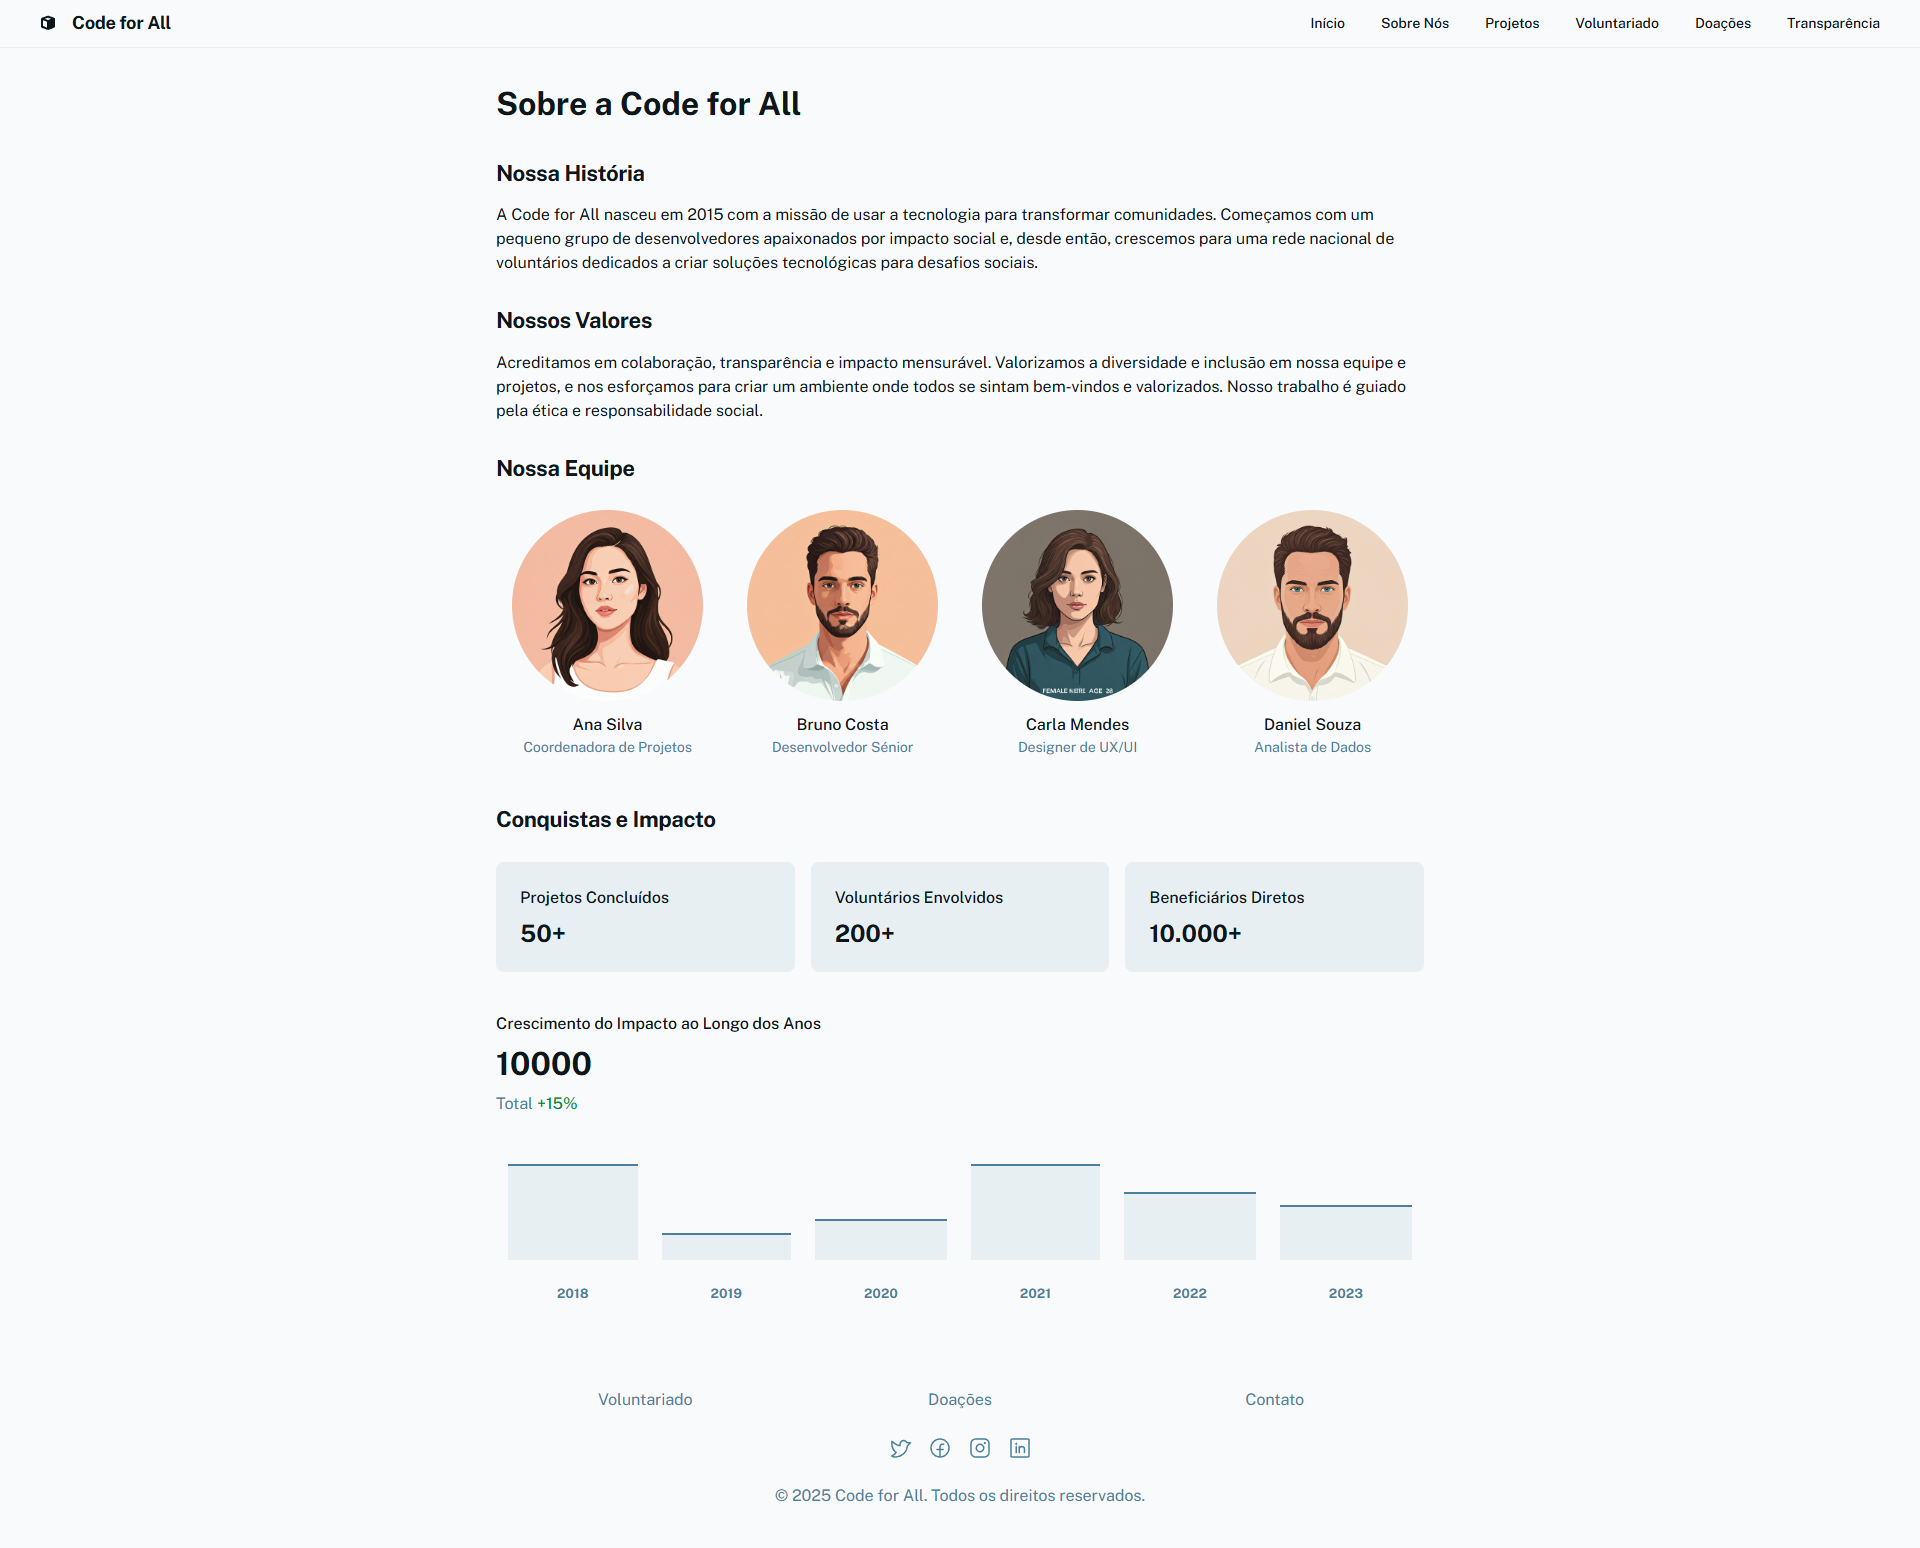 Code for All
Início
Sobre Nós
Projetos
Voluntariado
Doações
Transparência
Sobre a Code for All
Nossa História
A Code for All nasceu em 2015 com a missão de usar a tecnologia para transformar comunidades. Começamos com um
pequeno grupo de desenvolvedores apaixonados por impacto social e, desde então, crescemos para uma rede nacional de
voluntários dedicados a criar soluções tecnológicas para desafios sociais.
Nossos Valores
Acreditamos em colaboração, transparência e impacto mensurável. Valorizamos a diversidade e inclusão em nossa equipe e
projetos, e nos esforçamos para criar um ambiente onde todos se sintam bem-vindos e valorizados. Nosso trabalho é guiado
pela ética e responsabilidade social.
Nossa Equipe
FEMALE AGE 28
Ana Silva
Coordenadora de Projetos
Bruno Costa
Desenvolvedor Sénior
Carla Mendes
Designer de UX/UI
Daniel Souza
Analista de Dados
Conquistas e Impacto
Projetos Concluídos
50+
Voluntários Envolvidos
200+
Beneficiários Diretos
10.000+
Crescimento do Impacto ao Longo dos Anos
10000
Total +15%
2018
2019
2020
2021
2022
2023
Voluntariado
Doações
Contato
© 2025 Code for All. Todos os direitos reservados.